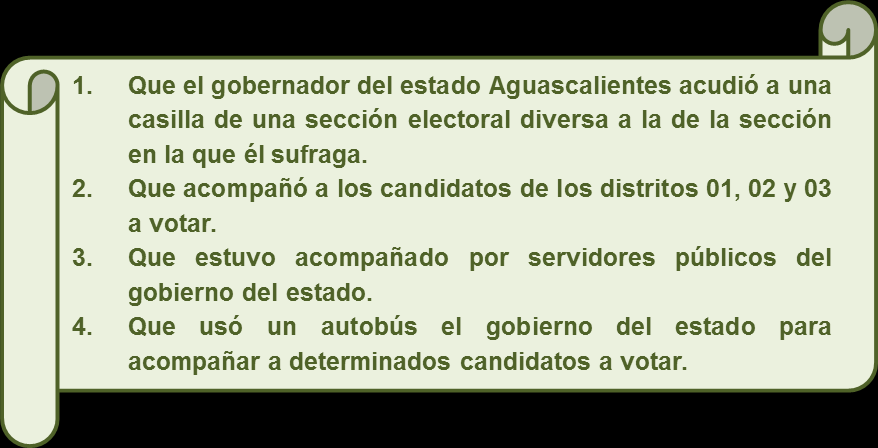 1. Que el gobernador del estado Aguascalientes acudió a una
casilla de una sección electoral diversa a la de la sección
en la que él sufraga.
2. Que acompañó a los candidatos de los distritos 01, 02 y 03
a votar.
3. Que estuvo acompañado por servidores públicos del
gobierno del estado.
4. Que usó un autobús el gobierno del estado para
acompañar a determinados candidatos a votar.